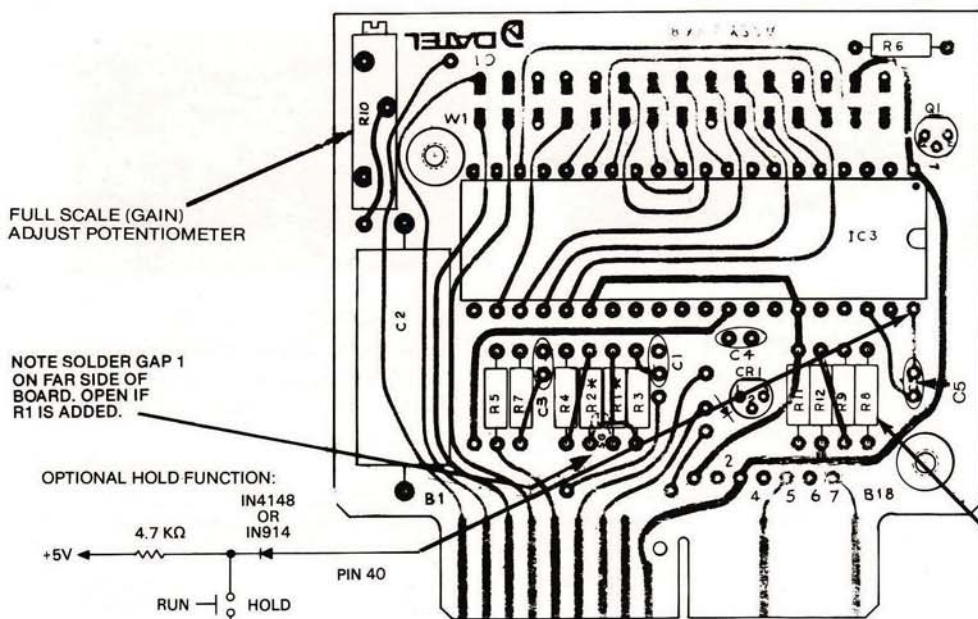 DATEL
C1
R6
R10
W1
Q1
FULL SCALE (GAIN)
ADJUST POTENTIOMETER
IC3
C2
NOTE SOLDER GAP 1
ON FAR SIDE OF
BOARD. OPEN IF
R1 IS ADDED.
C1
C4
CR1
2
R5
R7
C3
R4
R2*
R1*
R3
R11
R12
R9
R8
C5
SG1
OPTIONAL HOLD FUNCTION:
B1
2
4
5
6
7
B18
IN4148
OR
IN914
4.7 KΩ
+5V
PIN 40
RUN
HOLD